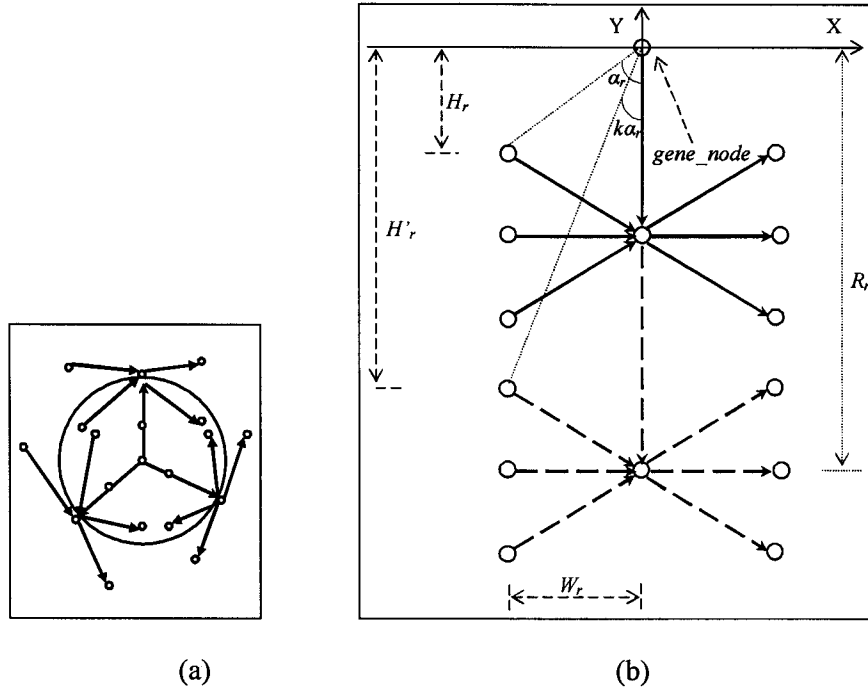 Y
X
α_r
H_r
kα_r
gene_node
H'_r
R_r
W_r
(a)
(b)